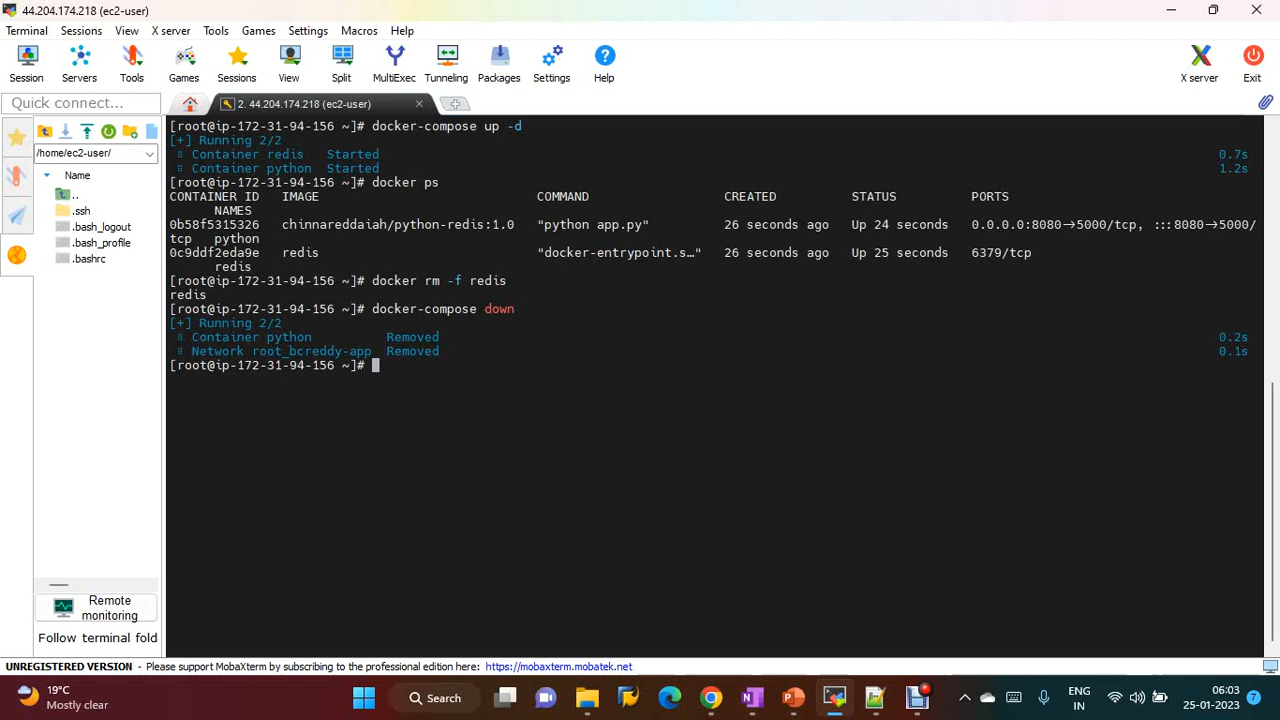 44.204.174.218 (ec2-user)
Terminal Sessions View X server Tools Games Settings Macros Help
Session Servers Tools Games Sessions View Split MultiExec Tunneling Packages Settings Help X server Exit
Quick connect...
2. 44.204.174.218 (ec2-user)
/home/ec2-user/
Name
..
.ssh
.bash_logout
.bash_profile
.bashrc
Remote
monitoring
Follow terminal fold
[root@ip-172-31-94-156 ~]# docker-compose up -d
[+] Running 2/2
⠿ Container redis Started 0.7s
⠿ Container python Started 1.2s
[root@ip-172-31-94-156 ~]# docker ps
CONTAINER ID IMAGE COMMAND CREATED STATUS PORTS
NAMES
0b58f5315326 chinnareddaiah/python-redis:1.0 "python app.py" 26 seconds ago Up 24 seconds 0.0.0.0:8080->5000/tcp, :::8080->5000/
tcp python
0c9ddf2eda9e redis "docker-entrypoint.s…" 26 seconds ago Up 25 seconds 6379/tcp
redis
[root@ip-172-31-94-156 ~]# docker rm -f redis
redis
[root@ip-172-31-94-156 ~]# docker-compose down
[+] Running 2/2
⠿ Container python Removed 0.2s
⠿ Network root_bcreddy-app Removed 0.1s
[root@ip-172-31-94-156 ~]#
UNREGISTERED VERSION - Please support MobaXterm by subscribing to the professional edition here: https://mobaxterm.mobatek.net
19°C
Mostly clear
Search
ENG
IN
06:03
25-01-2023
7